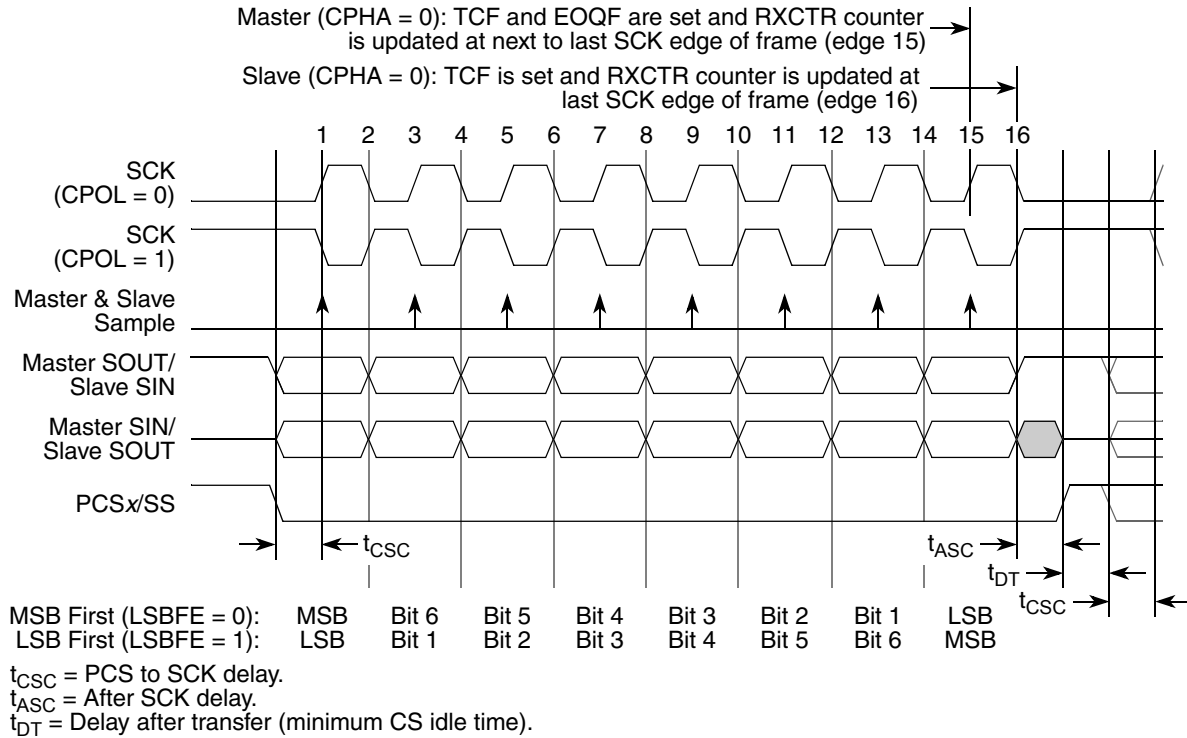 Master (CPHA = 0): TCF and EOQF are set and RXCTR counter
is updated at next to last SCK edge of frame (edge 15)
Slave (CPHA = 0): TCF is set and RXCTR counter is updated at
last SCK edge of frame (edge 16)
1 2 3 4 5 6 7 8 9 10 11 12 13 14 15 16
SCK
(CPOL = 0)
SCK
(CPOL = 1)
Master & Slave
Sample
Master SOUT/
Slave SIN
Master SIN/
Slave SOUT
PCSx/SS
tCSC
tASC
tDT
tCSC
MSB First (LSBFE = 0): MSB Bit 6 Bit 5 Bit 4 Bit 3 Bit 2 Bit 1 LSB
LSB First (LSBFE = 1): LSB Bit 1 Bit 2 Bit 3 Bit 4 Bit 5 Bit 6 MSB
tCSC = PCS to SCK delay.
tASC = After SCK delay.
tDT = Delay after transfer (minimum CS idle time).